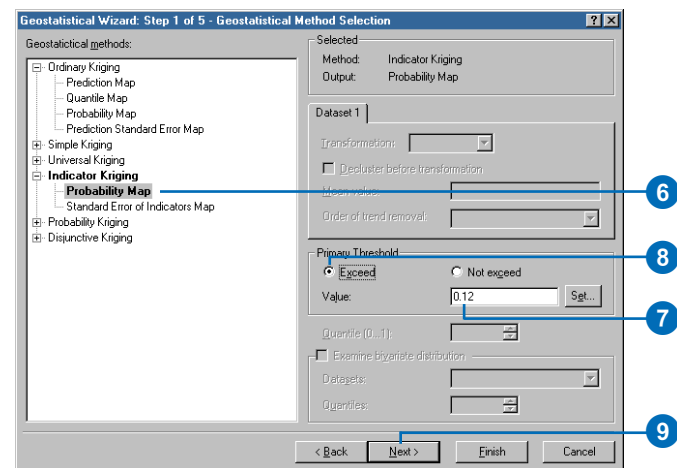 Geostatistical Wizard: Step 1 of 5 - Geostatistical Method Selection
Geostatictical methods:
Ordinary Kriging
Prediction Map
Quantile Map
Probability Map
Prediction Standard Error Map
Simple Kriging
Universal Kriging
Indicator Kriging
Probability Map
Standard Error of Indicators Map
Probability Kriging
Disjunctive Kriging
Selected
Method: Indicator Kriging
Output: Probability Map
Dataset 1
Transformation:
Decluster before transformation
Mean value:
Order of trend removal:
6
Primary Threshold
8
Exceed Not exceed
Value: 0.12 Set...
7
Quantile (0...1):
Examine bivariate distribution
Datasets:
Quantiles:
9
< Back Next > Finish Cancel